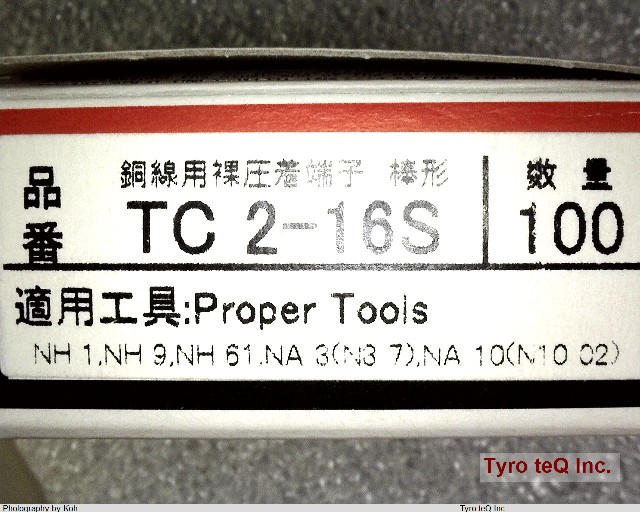 品番
銅線用裸圧着端子 棒形
TC 2-16S
数量
100
適用工具:Proper Tools
NH 1,NH 9,NH 61,NA 3(N3 7),NA 10(N10 02)
Tyro teQ Inc.
Photography by Koh
Tyro teQ Inc